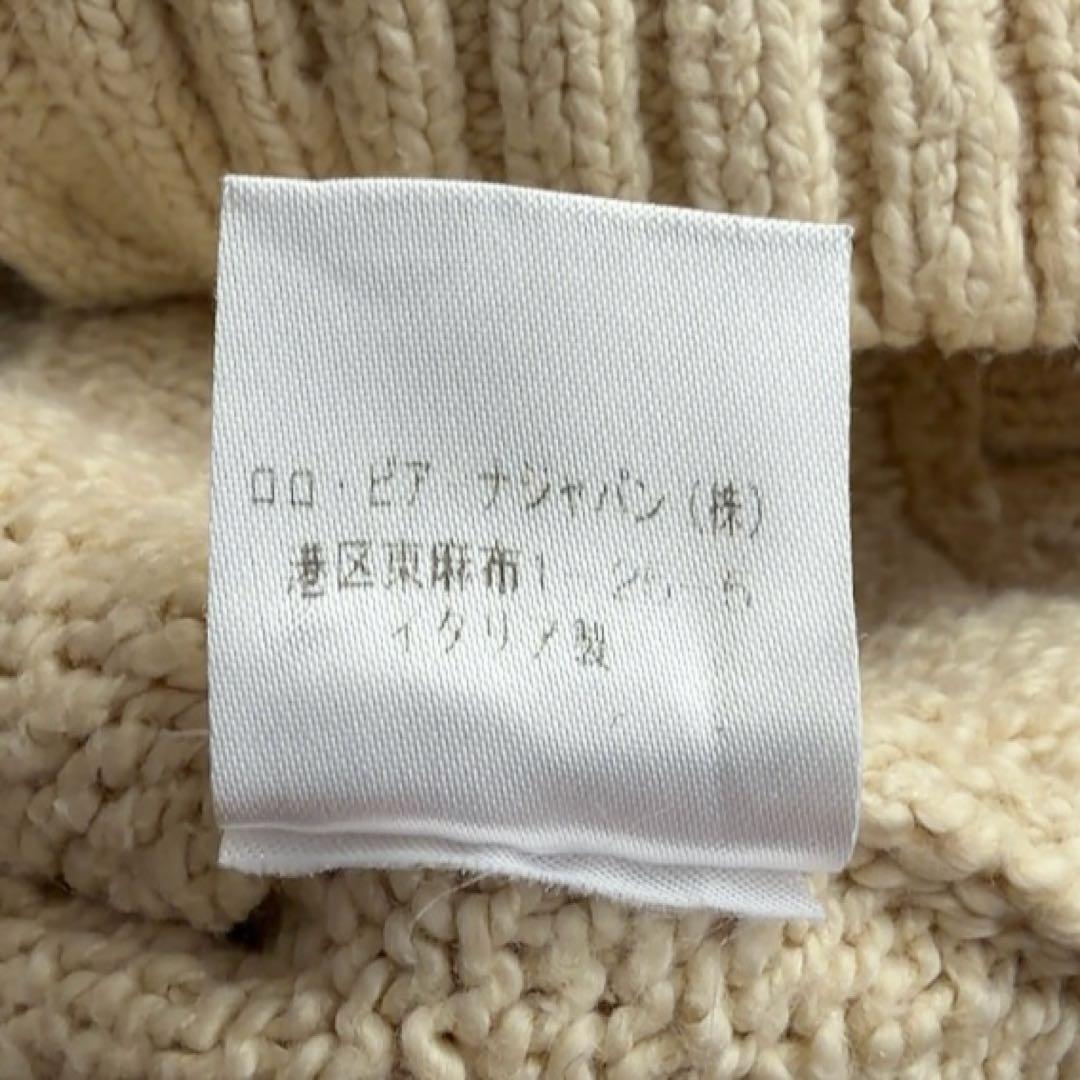 ロロ・ピア ナジャパン(株)
港区東麻布1
イタリア製